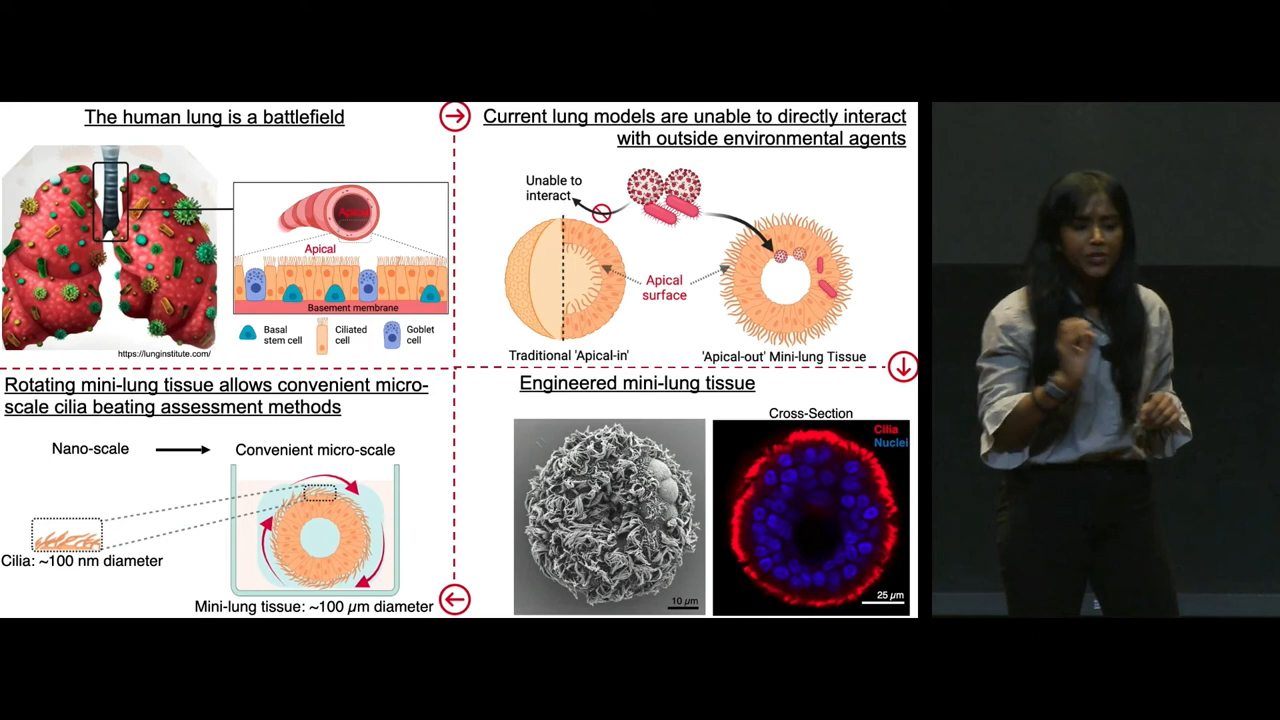 The human lung is a battlefield
Apical
Apical
Basement membrane
Basal
stem cell
Ciliated
cell
Goblet
cell
https://lunginstitute.com/
Current lung models are unable to directly interact
with outside environmental agents
Unable to
interact
Apical
surface
Traditional 'Apical-in'
'Apical-out' Mini-lung Tissue
Engineered mini-lung tissue
Cross-Section
Cilia
Nuclei
10 µm
25 µm
Rotating mini-lung tissue allows convenient micro-
scale cilia beating assessment methods
Nano-scale
Convenient micro-scale
Cilia: ~100 nm diameter
Mini-lung tissue: ~100 µm diameter